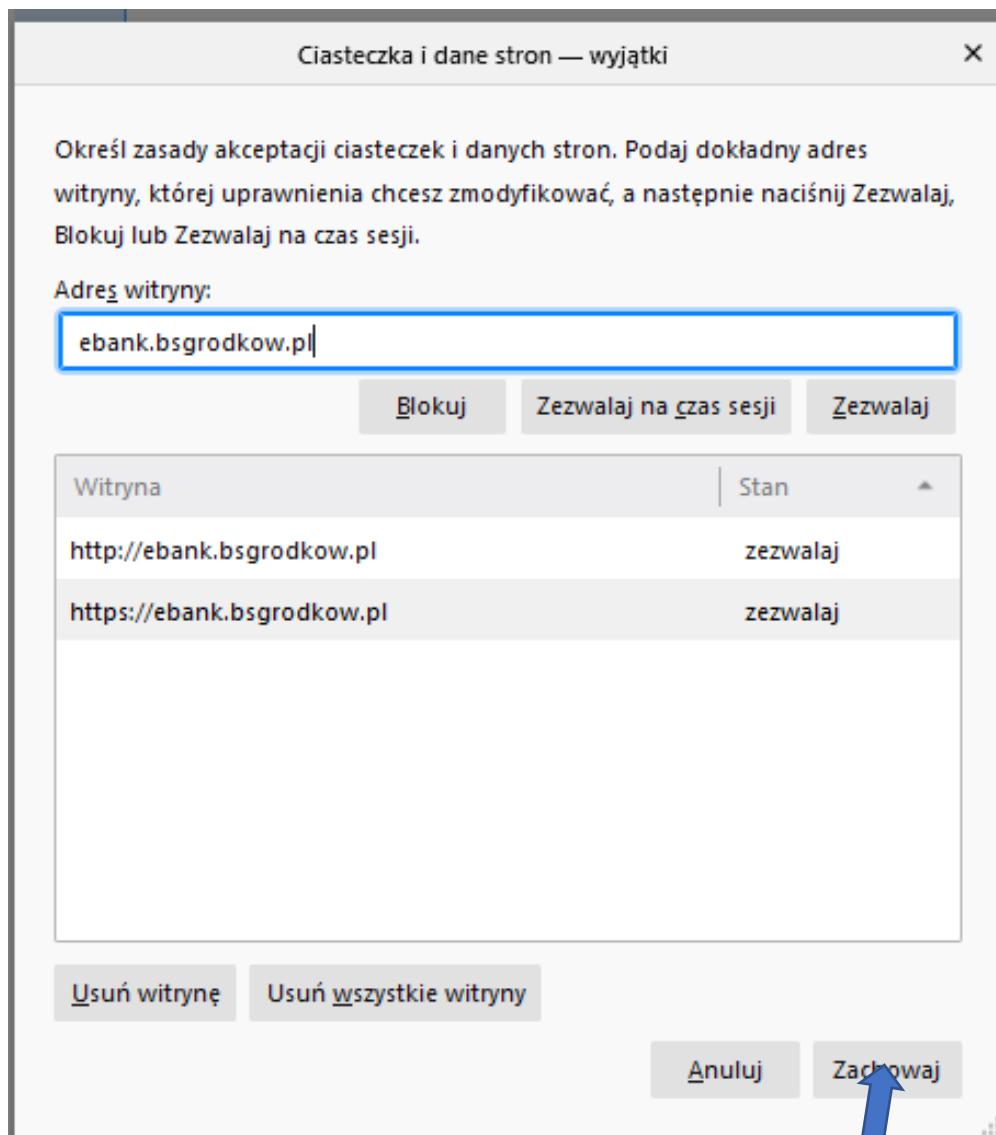 Ciasteczka i dane stron — wyjątki
Określ zasady akceptacji ciasteczek i danych stron. Podaj dokładny adres
witryny, której uprawnienia chcesz zmodyfikować, a następnie naciśnij Zezwalaj,
Blokuj lub Zezwalaj na czas sesji.
Adres witryny:
ebank.bsgrodkow.pl
Blokuj Zezwalaj na czas sesji Zezwalaj
Witryna Stan
http://ebank.bsgrodkow.pl zezwalaj
https://ebank.bsgrodkow.pl zezwalaj
Usuń witrynę Usuń wszystkie witryny
Anuluj Zachowaj